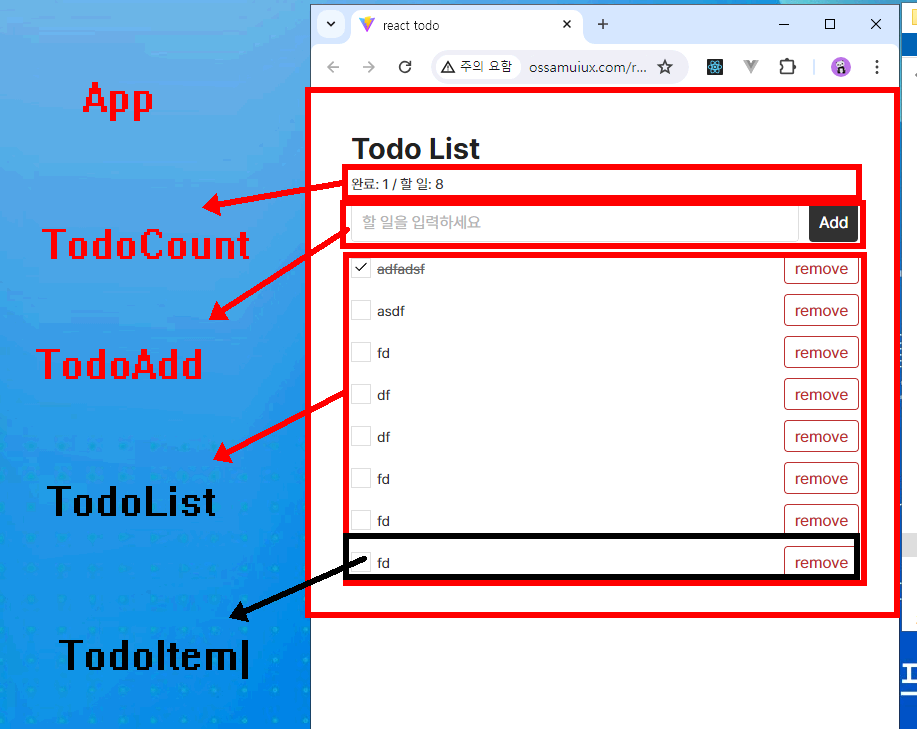 react todo
주의 요함
ossamuiux.com/r...
App
Todo List
완료: 1 / 할 일: 8
TodoCount
할 일을 입력하세요
Add
adfadsf
remove
asdf
remove
TodoAdd
fd
remove
df
remove
df
remove
TodoList
fd
remove
fd
remove
fd
remove
TodoItem